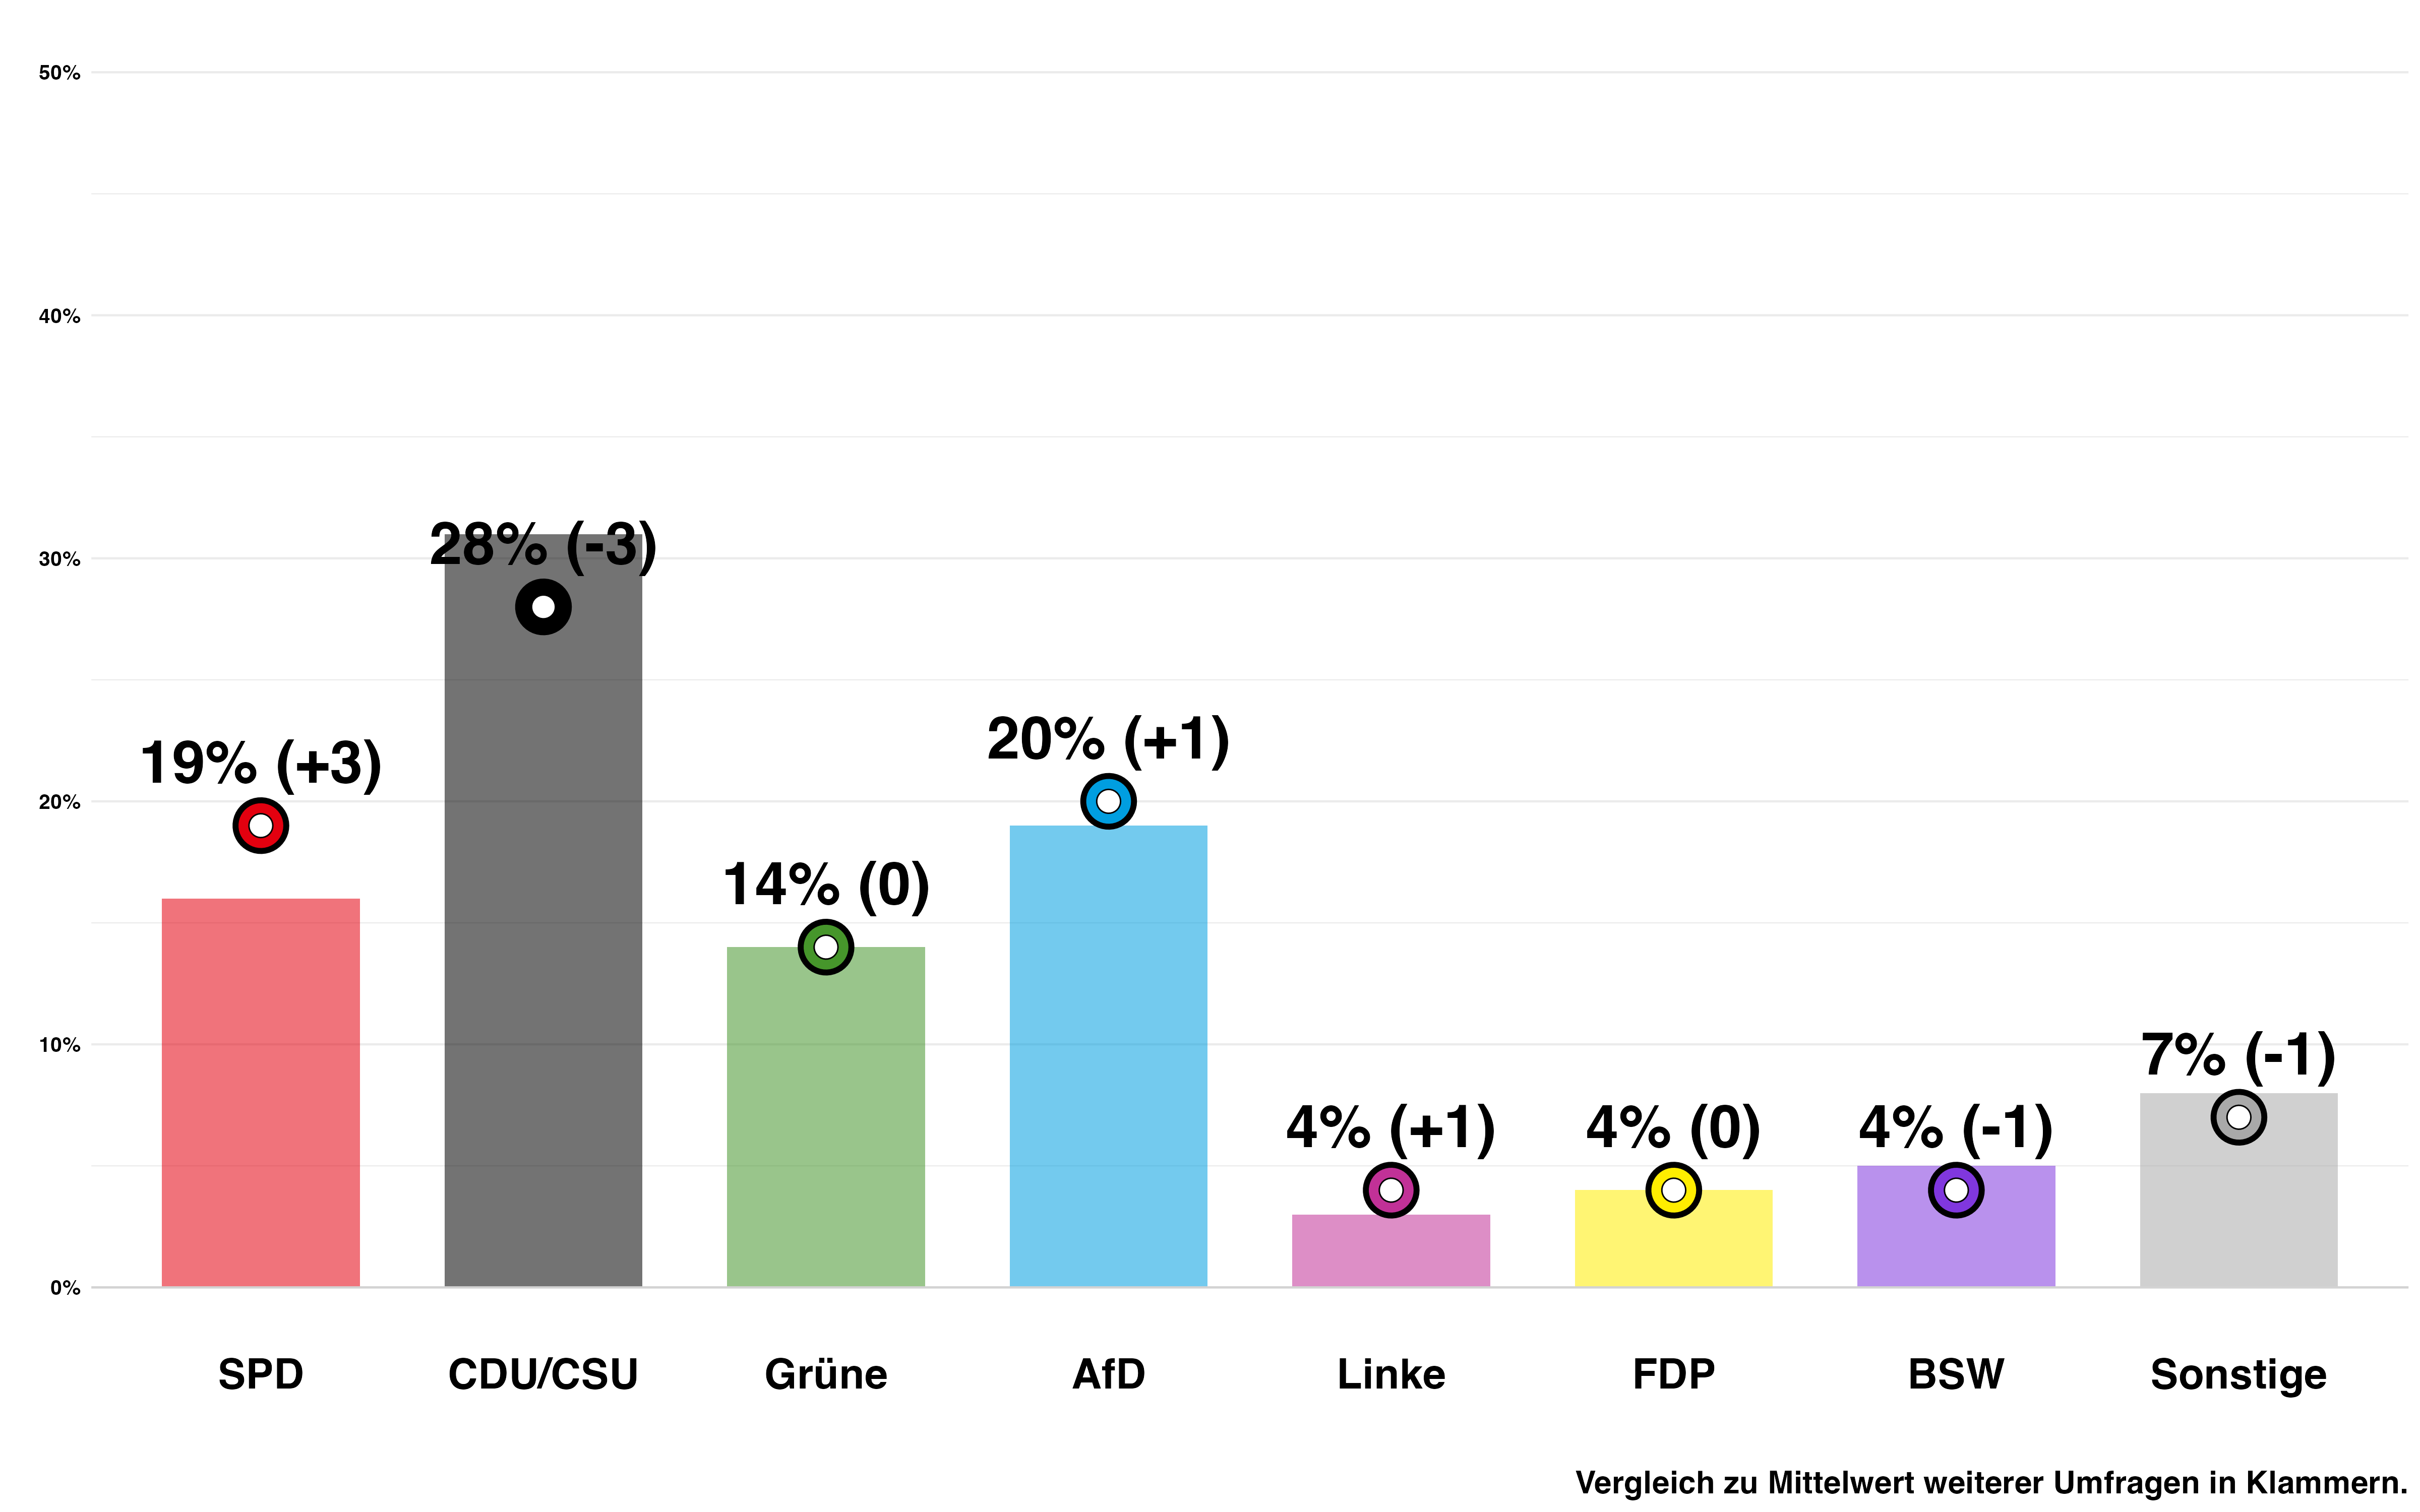 50%
40%
30%
20%
10%
0%
19% (+3)
28% (-3)
14% (0)
20% (+1)
4% (+1)
4% (0)
4% (-1)
7% (-1)
SPD
CDU/CSU
Grüne
AfD
Linke
FDP
BSW
Sonstige
Vergleich zu Mittelwert weiterer Umfragen in Klammern.